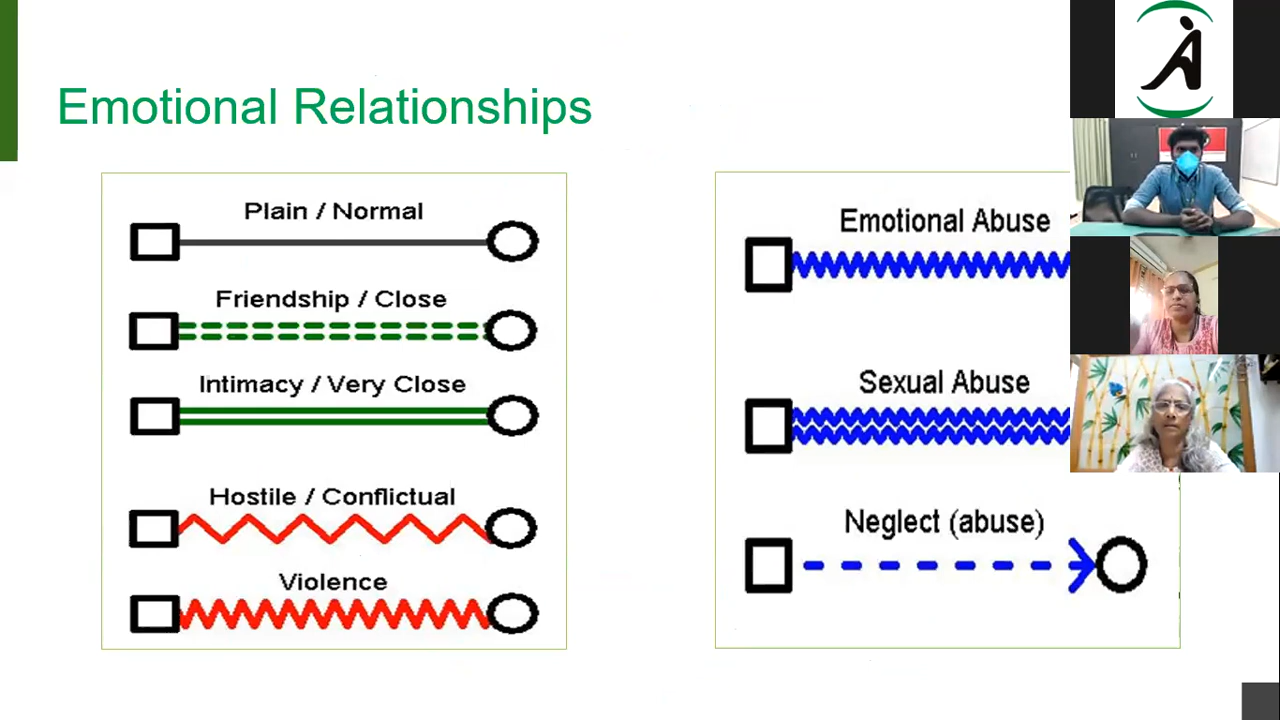 Emotional Relationships
Plain / Normal
Friendship / Close
Intimacy / Very Close
Hostile / Conflictual
Violence
Emotional Abuse
Sexual Abuse
Neglect (abuse)